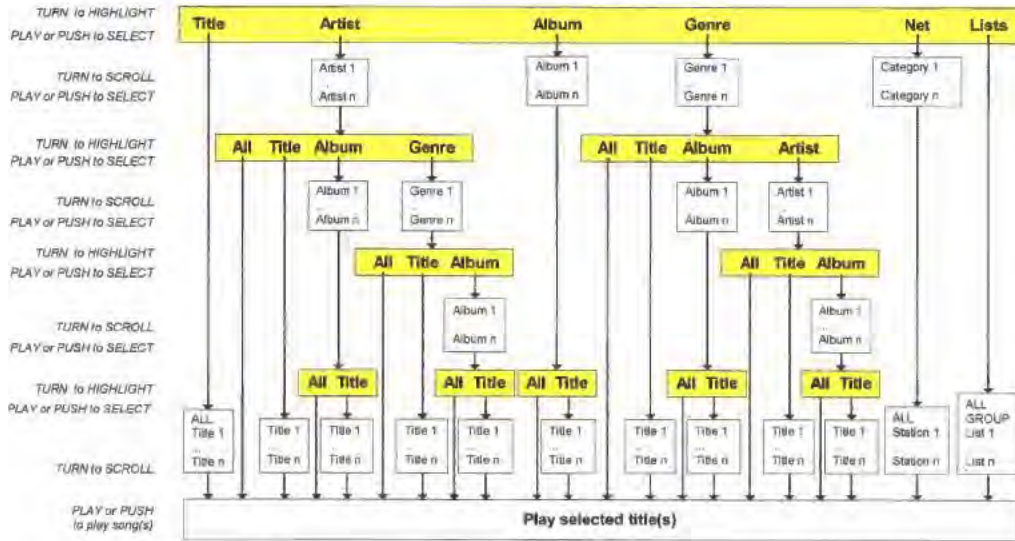 TURN to HIGHLIGHT
PLAY or PUSH to SELECT
Title Artist Album Genre Net Lists
TURN to SCROLL
PLAY or PUSH to SELECT
Artist 1
...
Artist n
Album 1
...
Album n
Genre 1
...
Genre n
Category 1
...
Category n
TURN to HIGHLIGHT
PLAY or PUSH to SELECT
All Title Album Genre
All Title Album Artist
TURN to SCROLL
PLAY or PUSH to SELECT
Album 1
...
Album n
Genre 1
...
Genre n
Album 1
...
Album n
Artist 1
...
Artist n
TURN to HIGHLIGHT
PLAY or PUSH to SELECT
All Title Album
All Title Album
TURN to SCROLL
PLAY or PUSH to SELECT
Album 1
...
Album n
Album 1
...
Album n
TURN to HIGHLIGHT
PLAY or PUSH to SELECT
All Title
All Title
All Title
All Title
All Title
TURN to SCROLL
ALL
Title 1
...
Title n
Title 1
...
Title n
Title 1
...
Title n
Title 1
...
Title n
Title 1
...
Title n
Title 1
...
Title n
Title 1
...
Title n
Title 1
...
Title n
Title 1
...
Title n
Title 1
...
Title n
ALL
Station 1
...
Station n
ALL
GROUP
List 1
...
List n
PLAY or PUSH
to play song(s)
Play selected title(s)